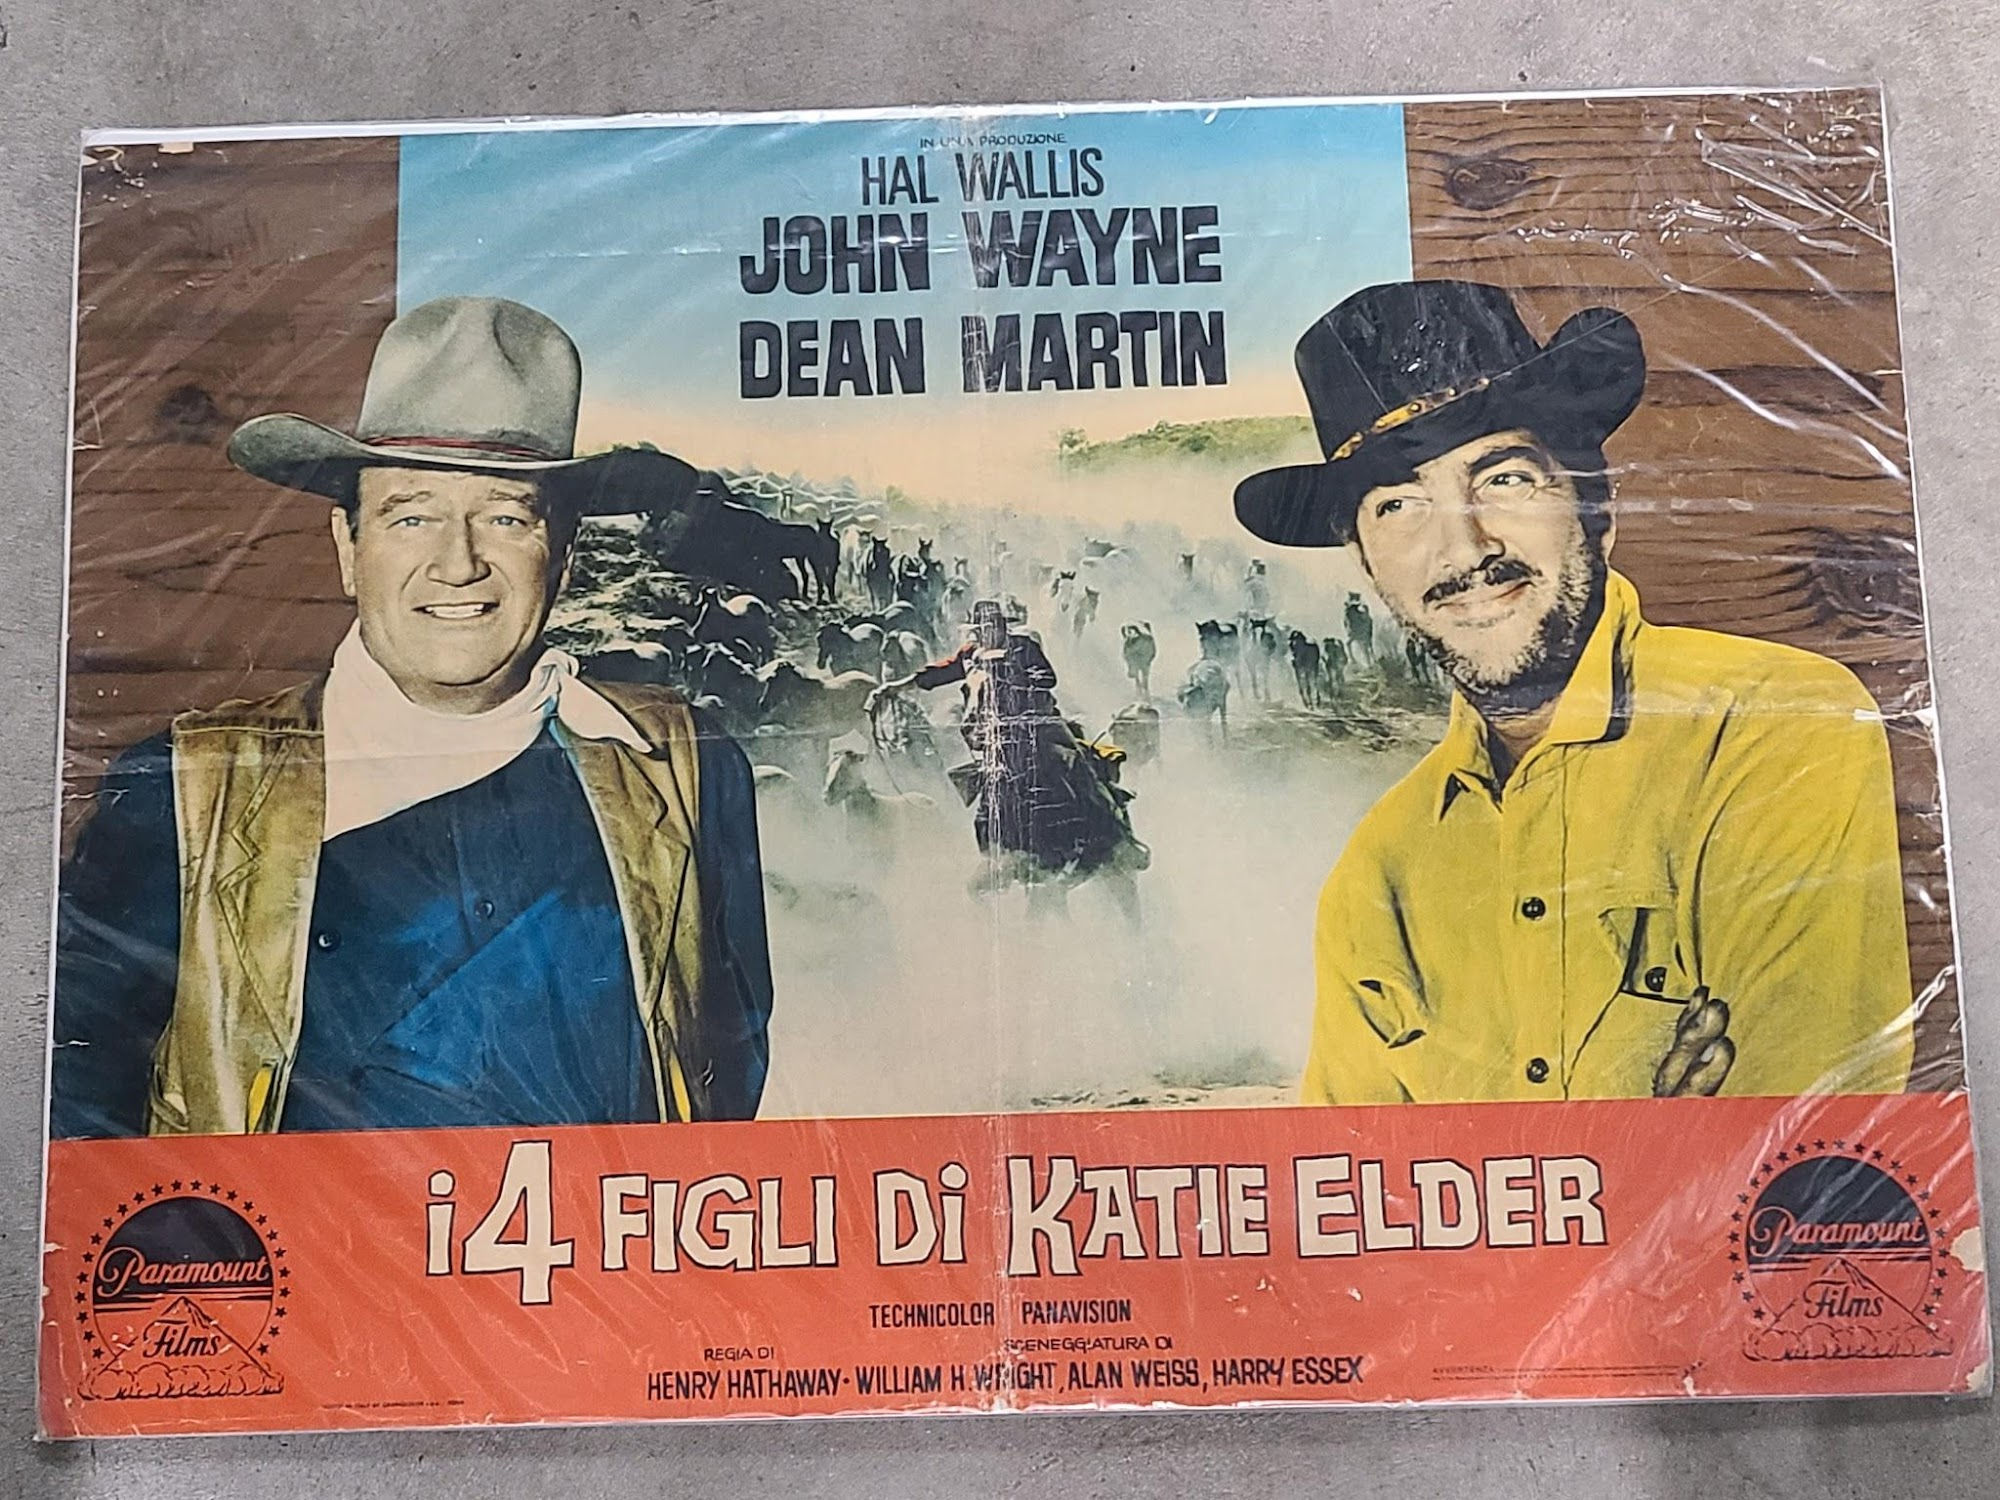 IN UNA PRODUZIONE
HAL WALLIS
JOHN WAYNE
DEAN MARTIN
i 4 FIGLI Di KATIE ELDER
Paramount
Films
Paramount
Films
TECHNICOLOR PANAVISION
REGIA DI SCENEGGIATURA DI
HENRY HATHAWAY · WILLIAM H. WRIGHT, ALAN WEISS, HARRY ESSEX
AVVERTENZA